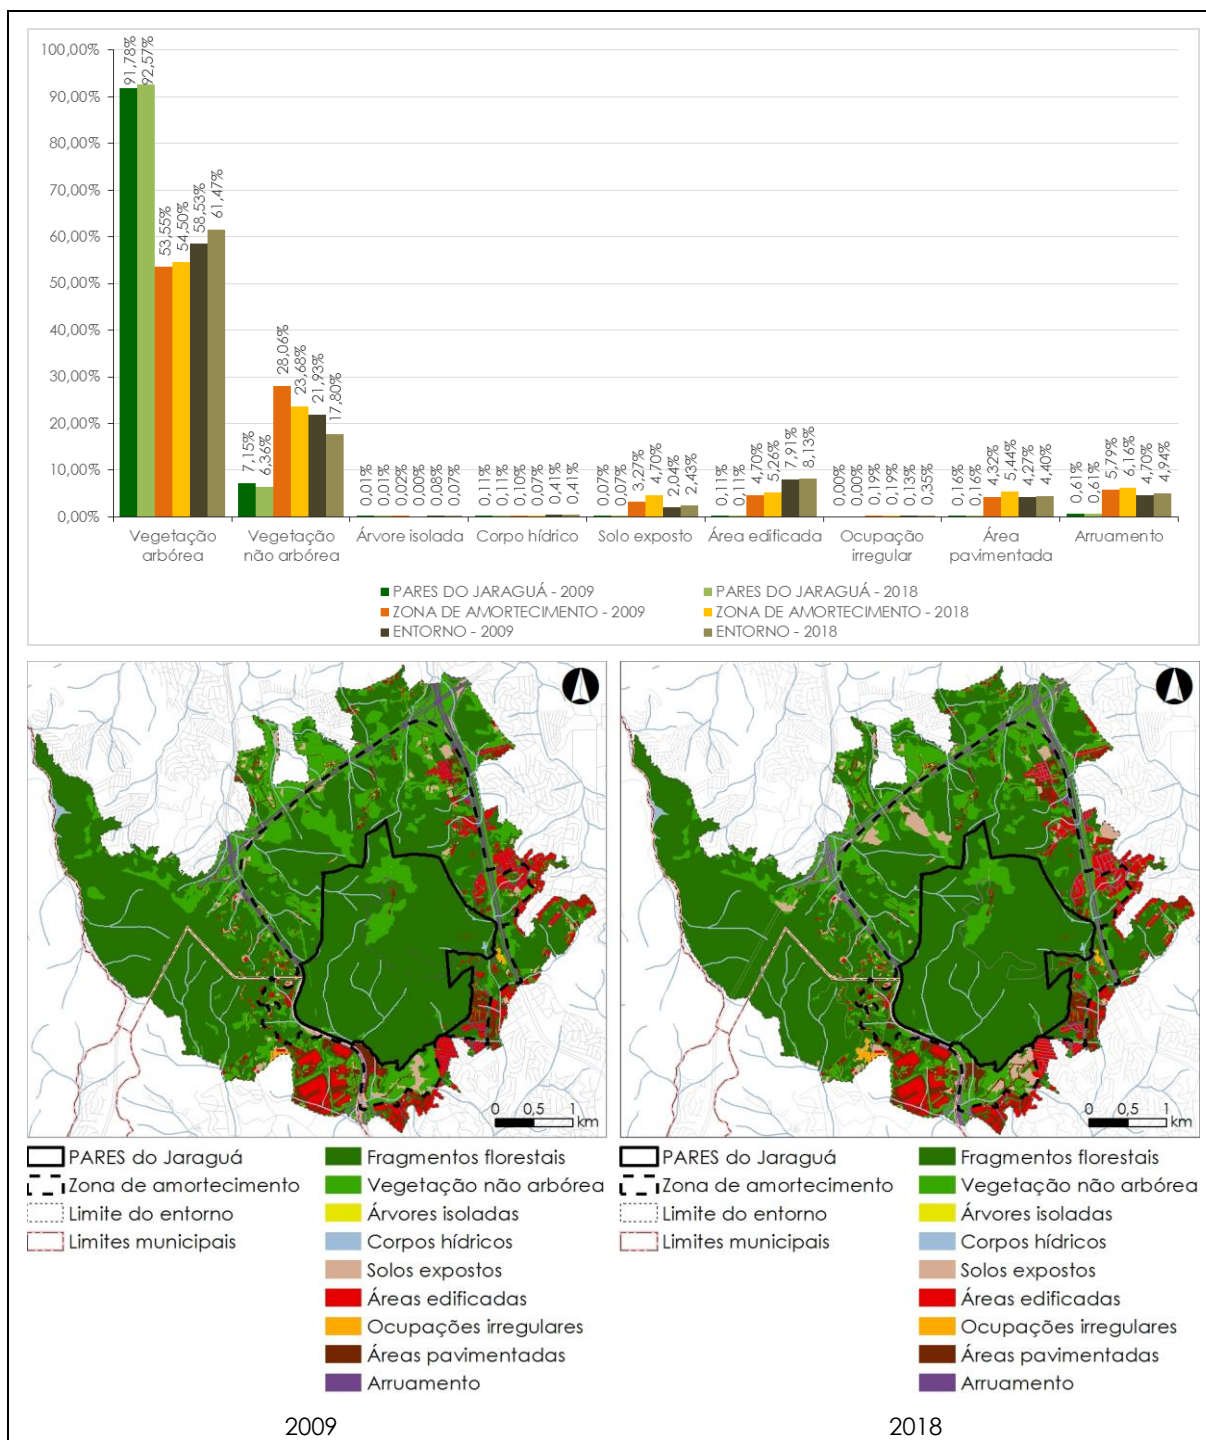 100,00%
90,00%
80,00%
70,00%
60,00%
50,00%
40,00%
30,00%
20,00%
10,00%
0,00%
91,78%
92,57%
53,55%
54,50%
58,53%
61,47%
7,15%
6,36%
28,06%
23,68%
21,93%
17,80%
0,01%
0,01%
0,02%
0,00%
0,08%
0,07%
0,11%
0,11%
0,10%
0,07%
0,41%
0,41%
0,07%
0,07%
3,27%
4,70%
2,04%
2,43%
0,11%
0,11%
4,70%
5,26%
7,91%
8,13%
0,00%
0,00%
0,19%
0,19%
0,13%
0,35%
0,16%
0,16%
4,32%
5,44%
4,27%
4,40%
0,61%
0,61%
5,79%
6,16%
4,70%
4,94%
Vegetação arbórea
Vegetação não arbórea
Árvore isolada
Corpo hídrico
Solo exposto
Área edificada
Ocupação irregular
Área pavimentada
Arruamento
PARES DO JARAGUÁ - 2009
PARES DO JARAGUÁ - 2018
ZONA DE AMORTECIMENTO - 2009
ZONA DE AMORTECIMENTO - 2018
ENTORNO - 2009
ENTORNO - 2018
0 0,5 1
km
0 0,5 1
km
PARES do Jaraguá
Zona de amortecimento
Limite do entorno
Limites municipais
Fragmentos florestais
Vegetação não arbórea
Árvores isoladas
Corpos hídricos
Solos expostos
Áreas edificadas
Ocupações irregulares
Áreas pavimentadas
Arruamento
PARES do Jaraguá
Zona de amortecimento
Limite do entorno
Limites municipais
Fragmentos florestais
Vegetação não arbórea
Árvores isoladas
Corpos hídricos
Solos expostos
Áreas edificadas
Ocupações irregulares
Áreas pavimentadas
Arruamento
2009
2018